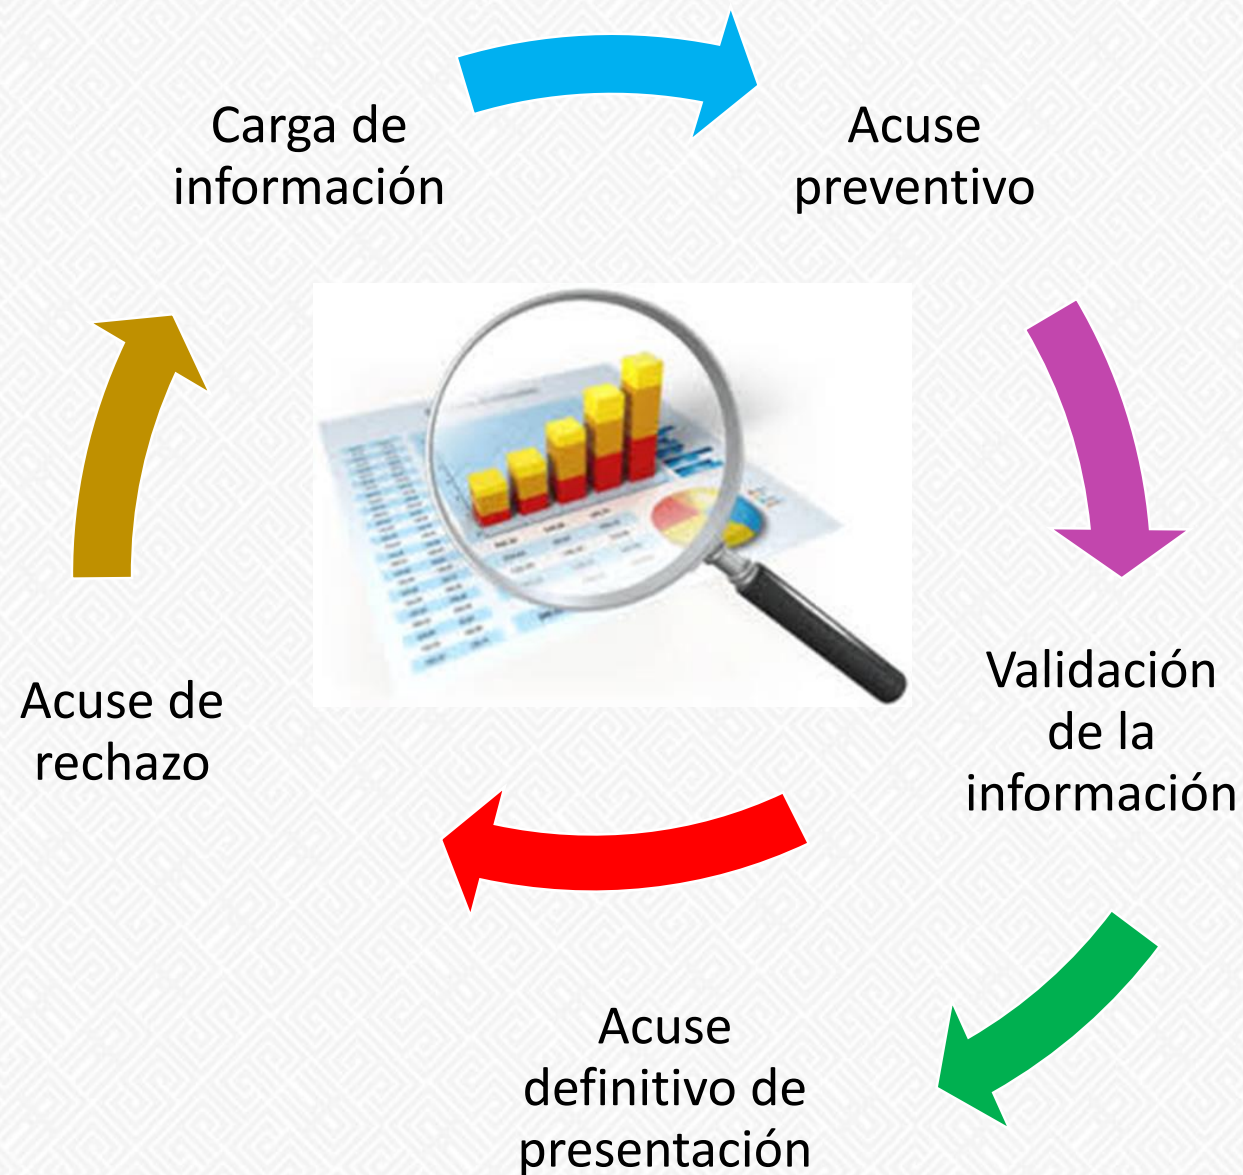 Carga de
información
Acuse
preventivo
Validación
de la
información
Acuse
definitivo de
presentación
Acuse de
rechazo